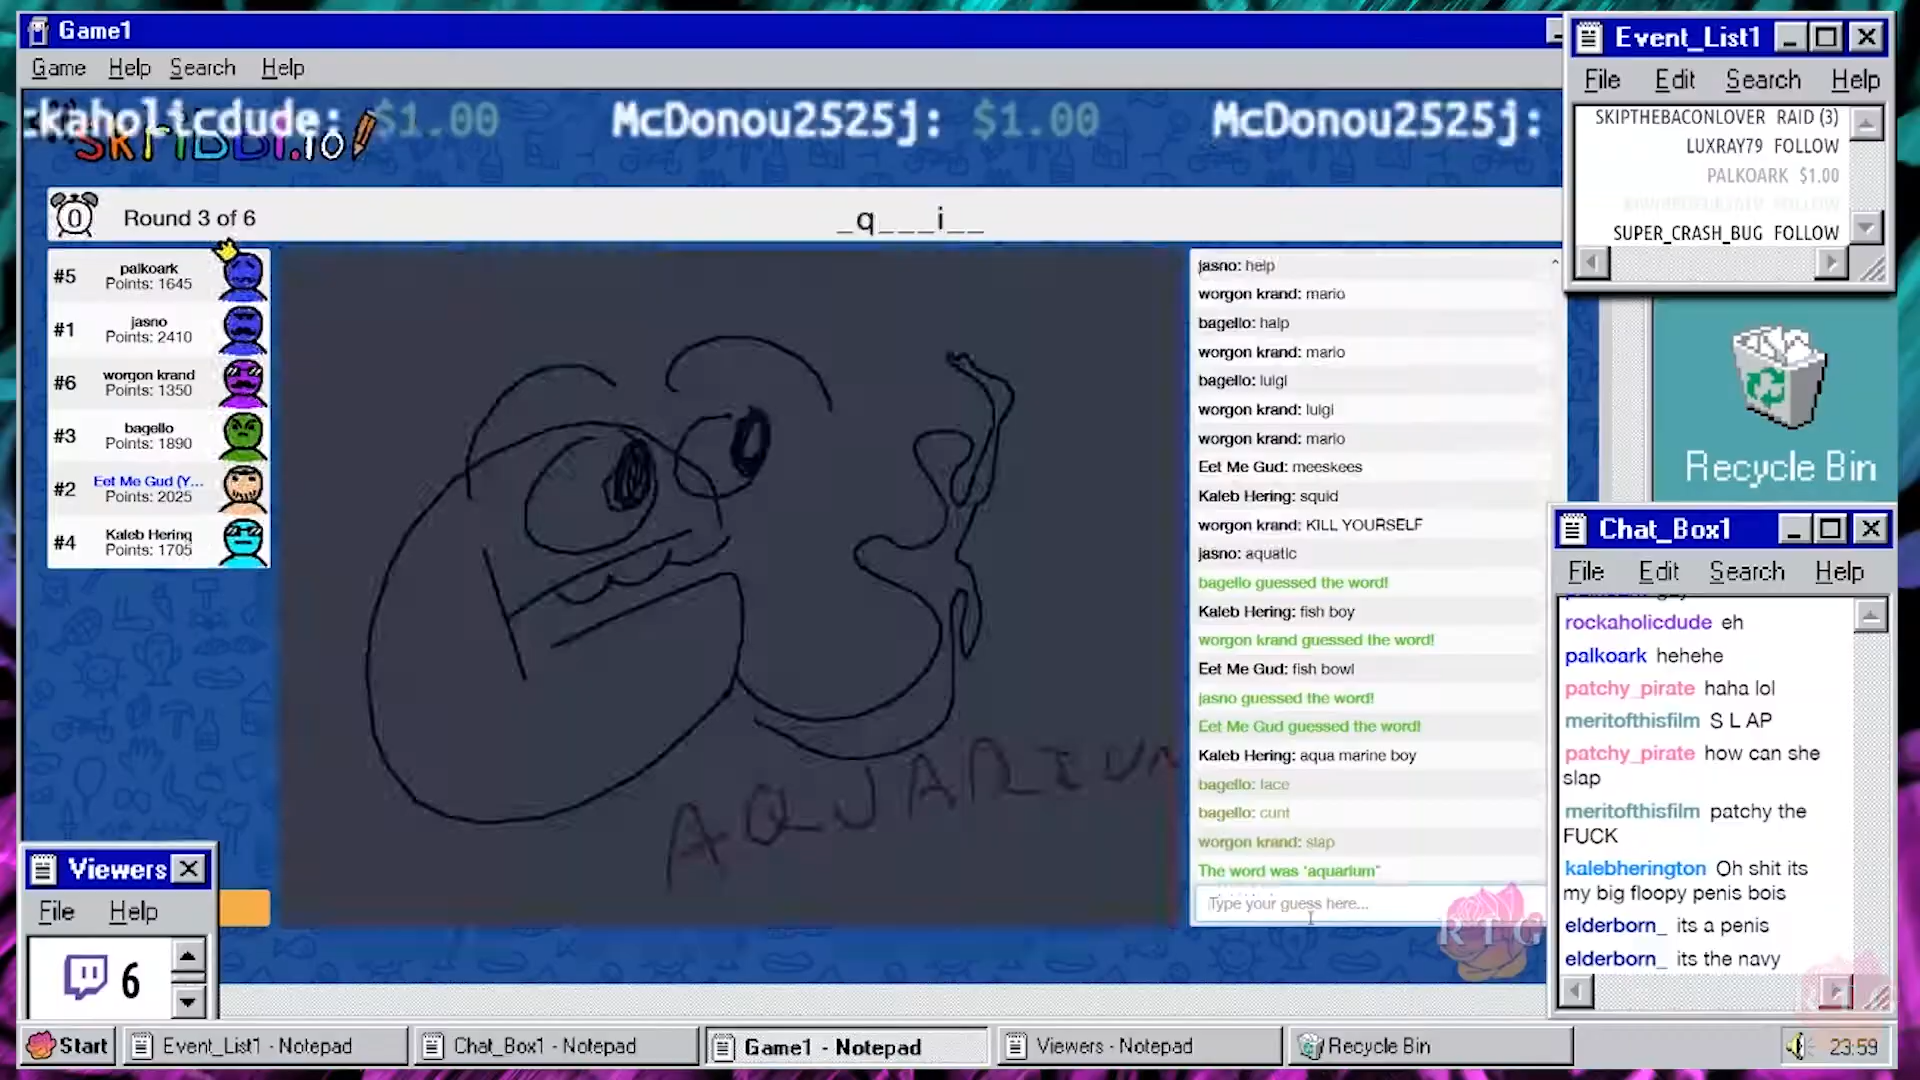 Game1
Game Help Search Help
ckaholicdude: $1.00 McDonou2525j: $1.00 McDonou2525j:
skribbl.io
0 Round 3 of 6 _q___i__
#5 palkoark
Points: 1645
#1 jasno
Points: 2410
#6 worgon krand
Points: 1350
#3 bagello
Points: 1890
#2 Eet Me Gud (Y...
Points: 2025
#4 Kaleb Hering
Points: 1705
AQUARIUM
jasno: help
worgon krand: mario
bagello: halp
worgon krand: mario
bagello: luigi
worgon krand: luigi
worgon krand: mario
Eet Me Gud: meeskees
Kaleb Hering: squid
worgon krand: KILL YOURSELF
jasno: aquatic
bagello guessed the word!
Kaleb Hering: fish boy
worgon krand guessed the word!
Eet Me Gud: fish bowl
jasno guessed the word!
Eet Me Gud guessed the word!
Kaleb Hering: aqua marine boy
bagello: lace
bagello: cunt
worgon krand: slap
The word was 'aquarium'
Type your guess here...
RTG
Event_List1
File Edit Search Help
SKIPTHEBACONLOVER RAID (3)
LUXRAY79 FOLLOW
PALKOARK $1.00
FOLLOW
SUPER_CRASH_BUG FOLLOW
Recycle Bin
Chat_Box1
File Edit Search Help
rockaholicdude eh
palkoark hehehe
patchy_pirate haha lol
meritofthisfilm S L AP
patchy_pirate how can she
slap
meritofthisfilm patchy the
FUCK
kalebherington Oh shit its
my big floopy penis bois
elderborn_ its a penis
elderborn_ its the navy
Viewers
File Help
6
Start Event_List1 - Notepad Chat_Box1 - Notepad Game1 - Notepad Viewers - Notepad Recycle Bin 23:59